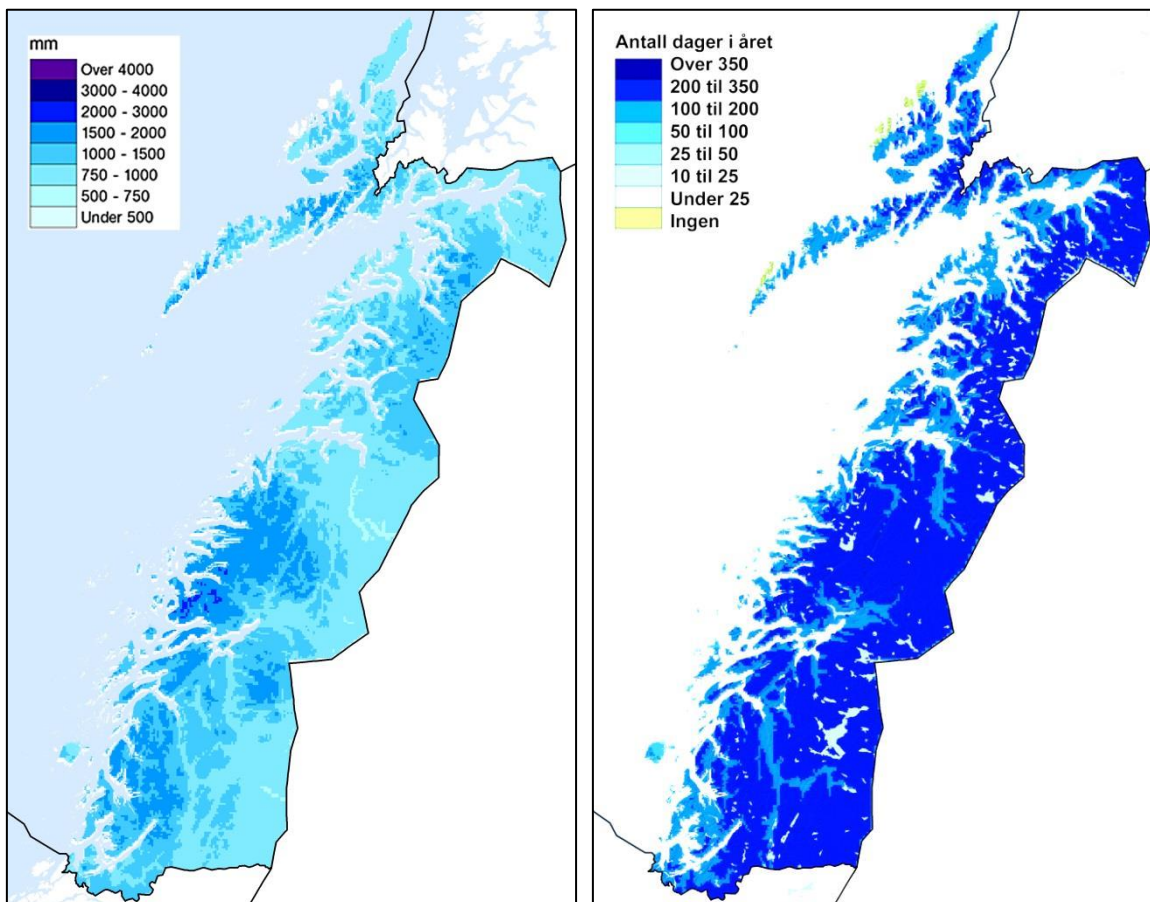 mm
Over 4000
3000 - 4000
2000 - 3000
1500 - 2000
1000 - 1500
750 - 1000
500 - 750
Under 500
Antall dager i året
Over 350
200 til 350
100 til 200
50 til 100
25 til 50
10 til 25
Under 25
Ingen